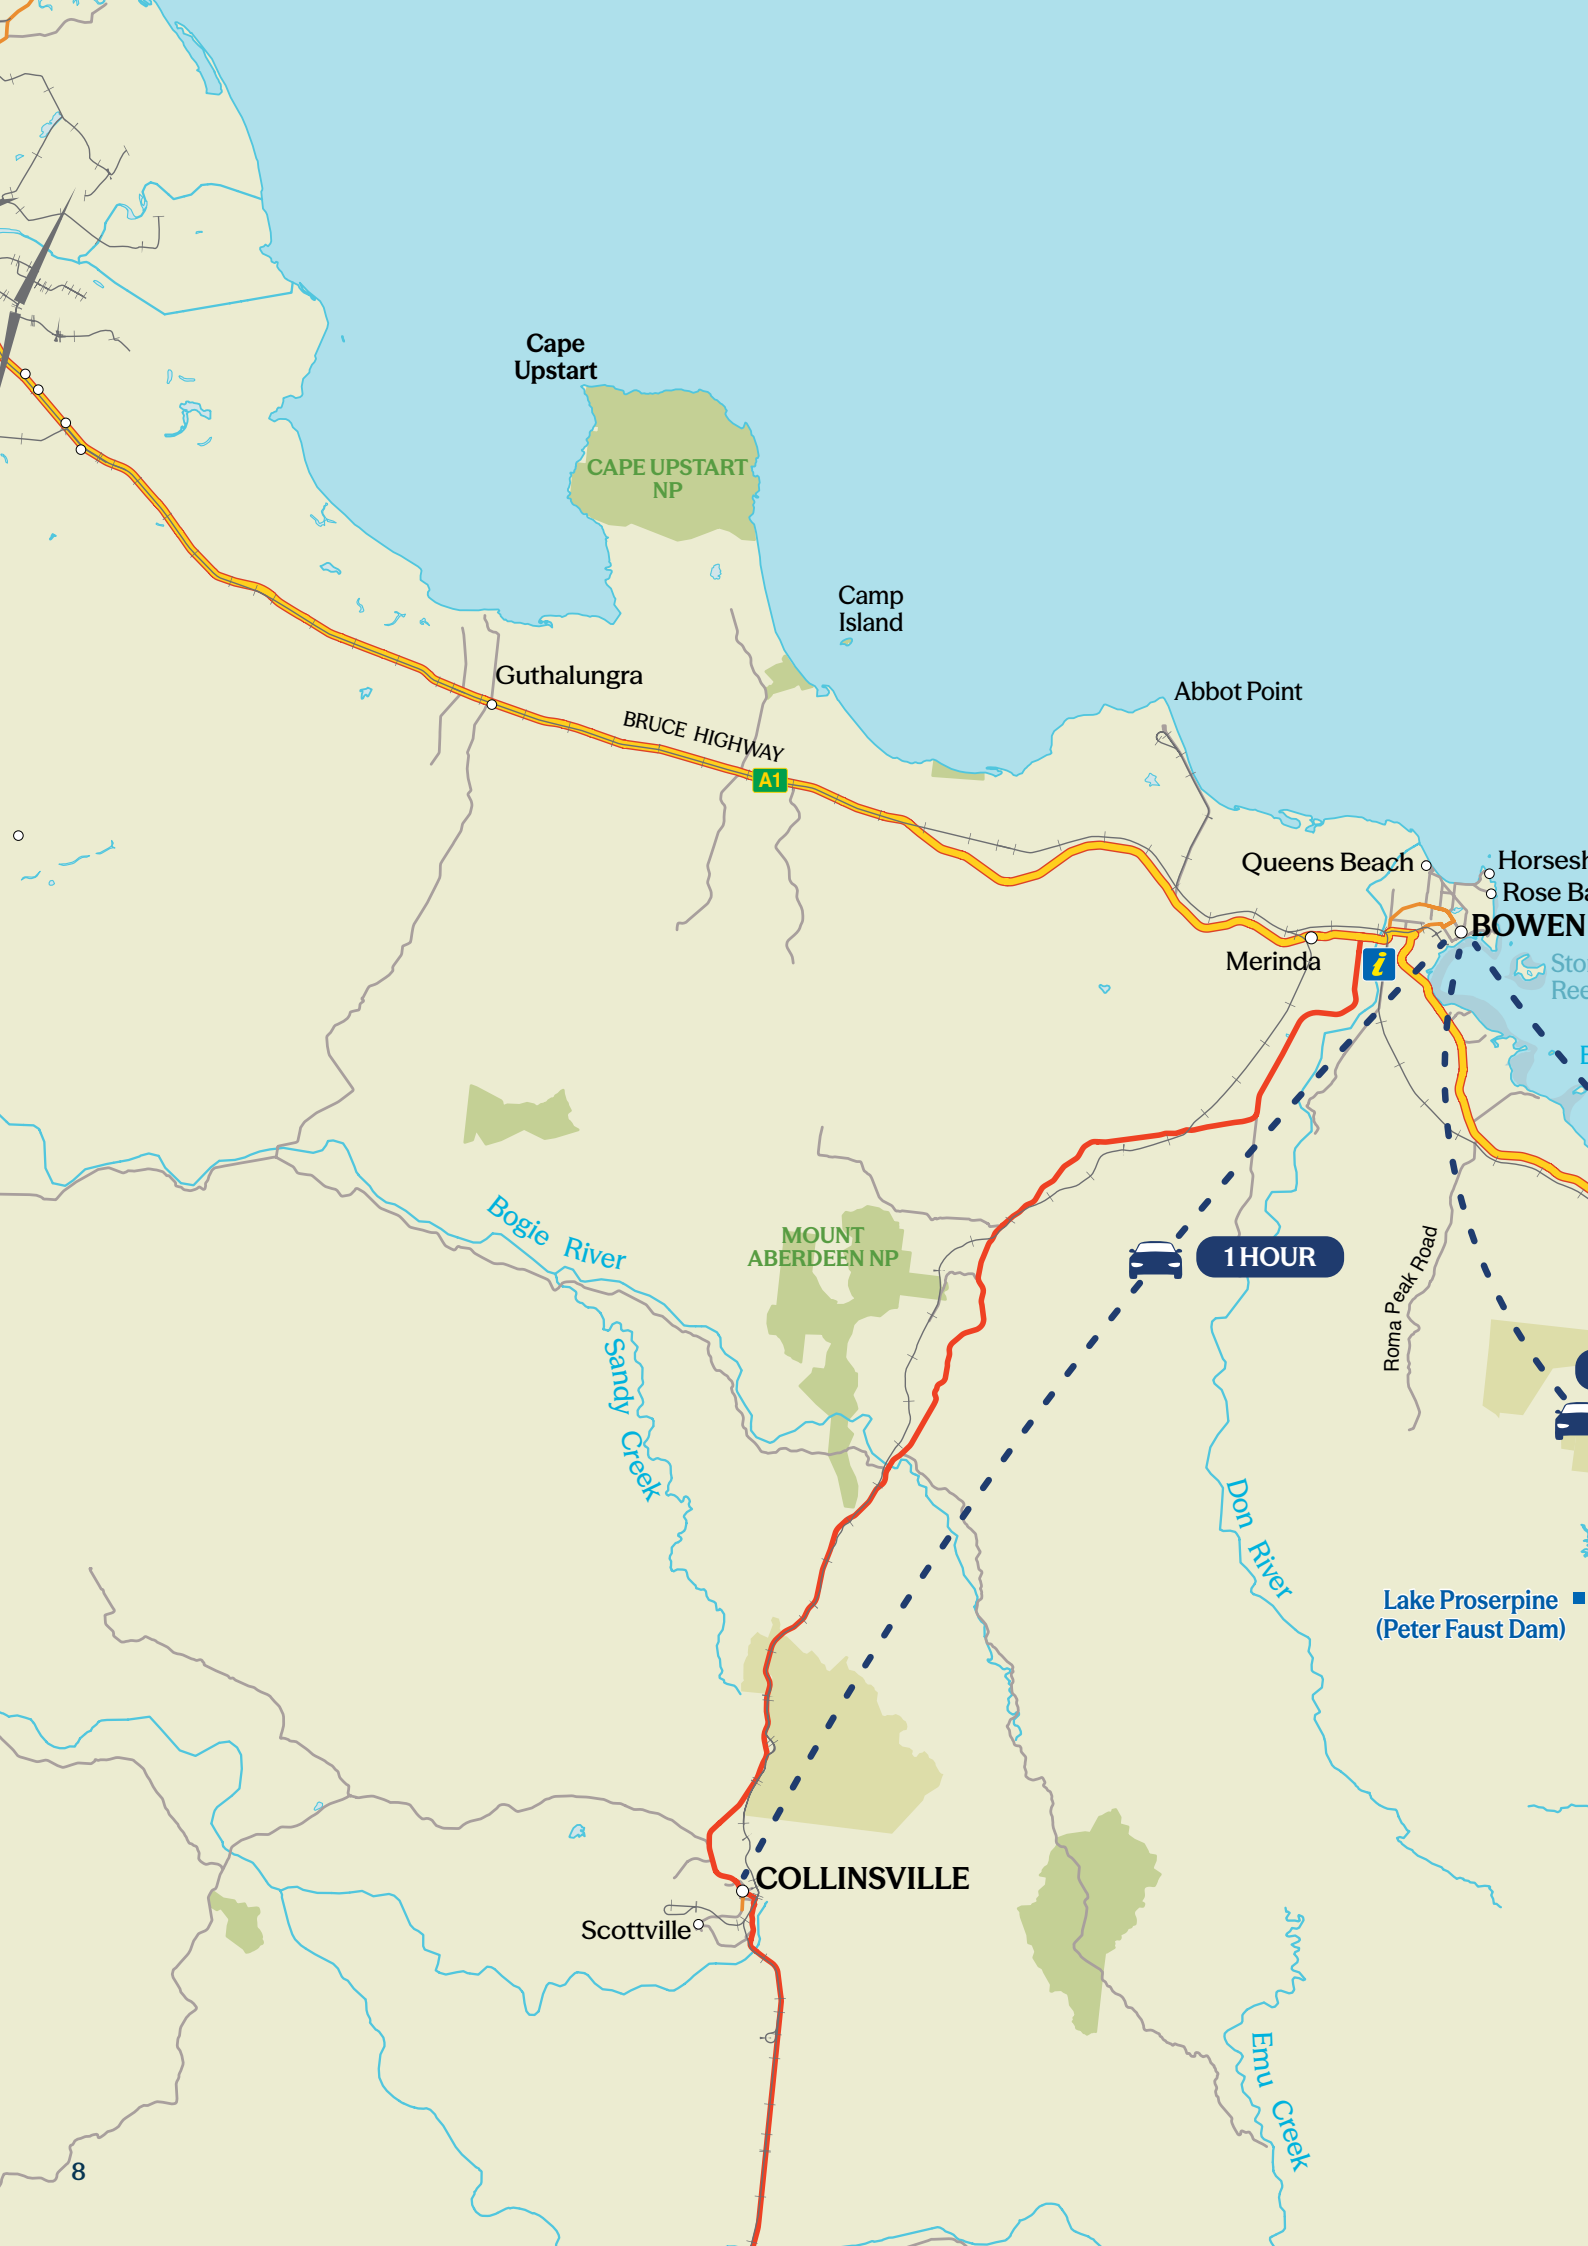 Cape
Upstart
CAPE UPSTART
NP
Camp
Island
Guthalungra
Abbot Point
BRUCE HIGHWAY
A1
Queens Beach
Rose
BOWEN
Merinda
i
Bogie River
MOUNT
ABERDEEN NP
1 HOUR
Roma Peak Road
Sandy Creek
Don River
Lake Proserpine
(Peter Faust Dam)
COLLINSVILLE
Scottville
Emu Creek
8